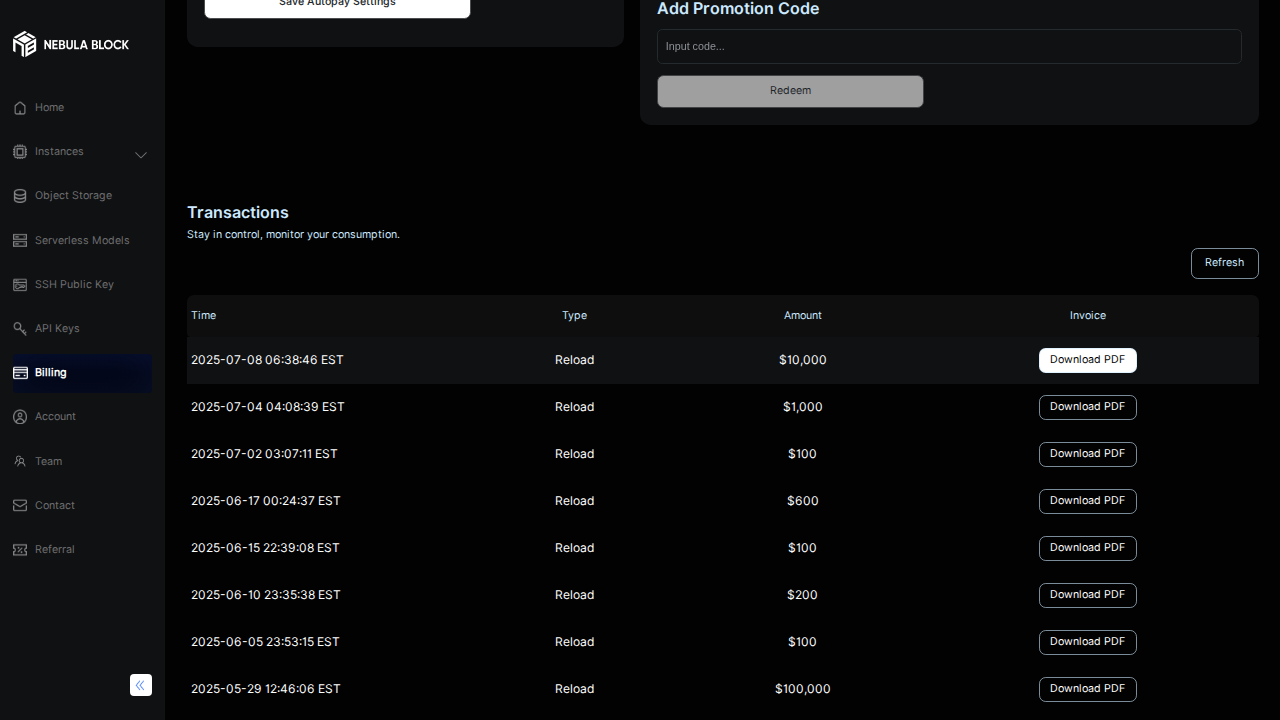 NEBULA BLOCK
Home
Instances
Object Storage
Serverless Models
SSH Public Key
API Keys
Billing
Account
Team
Contact
Referral
Save Autopay Settings
Add Promotion Code
Input code...
Redeem
Transactions
Stay in control, monitor your consumption.
Refresh
Time Type Amount Invoice
2025-07-08 06:38:46 EST Reload $10,000 Download PDF
2025-07-04 04:08:39 EST Reload $1,000 Download PDF
2025-07-02 03:07:11 EST Reload $100 Download PDF
2025-06-17 00:24:37 EST Reload $600 Download PDF
2025-06-15 22:39:08 EST Reload $100 Download PDF
2025-06-10 23:35:38 EST Reload $200 Download PDF
2025-06-05 23:53:15 EST Reload $100 Download PDF
2025-05-29 12:46:06 EST Reload $100,000 Download PDF